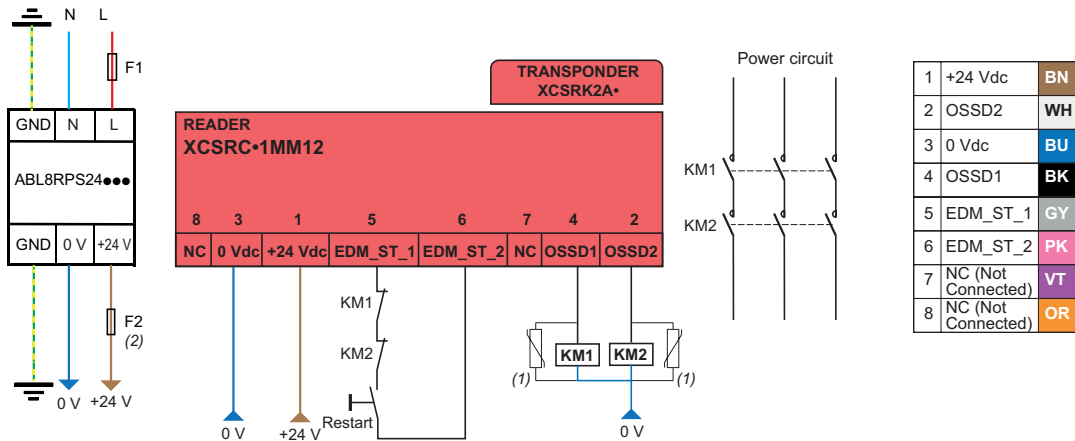 N L
F1
GND N L
ABL8RPS24●●●
GND 0 V +24 V
F2
(2)
0 V +24 V
TRANSPONDER
XCSRK2A•
READER
XCSRC•1MM12
8 3 1 5 6 7 4 2
NC 0 Vdc +24 Vdc EDM_ST_1 EDM_ST_2 NC OSSD1 OSSD2
KM1
KM2
Restart
0 V
+24 V
KM1 KM2
(1) (1)
0 V
Power circuit
KM1
KM2
1 +24 Vdc BN
2 OSSD2 WH
3 0 Vdc BU
4 OSSD1 BK
5 EDM_ST_1 GY
6 EDM_ST_2 PK
7 NC (Not
Connected) VT
8 NC (Not
Connected) OR